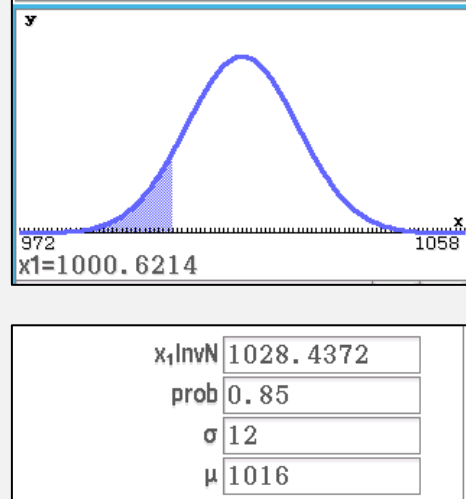 y
x
972 1058
x1=1000.6214
x₁InvN 1028.4372
prob 0.85
σ 12
μ 1016